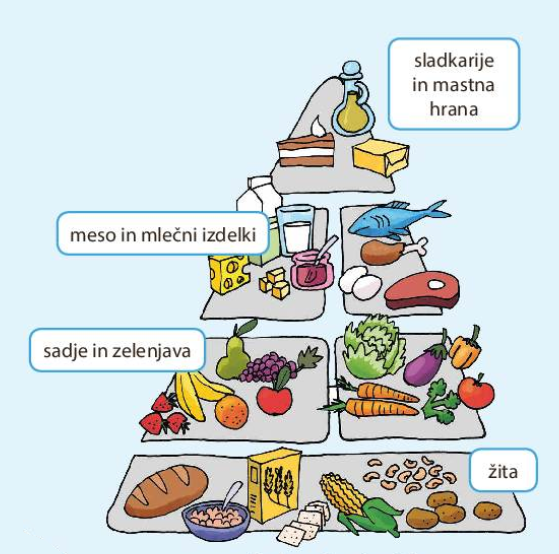 sladkarije
in mastna
hrana
meso in mlečni izdelki
sadje in zelenjava
žita